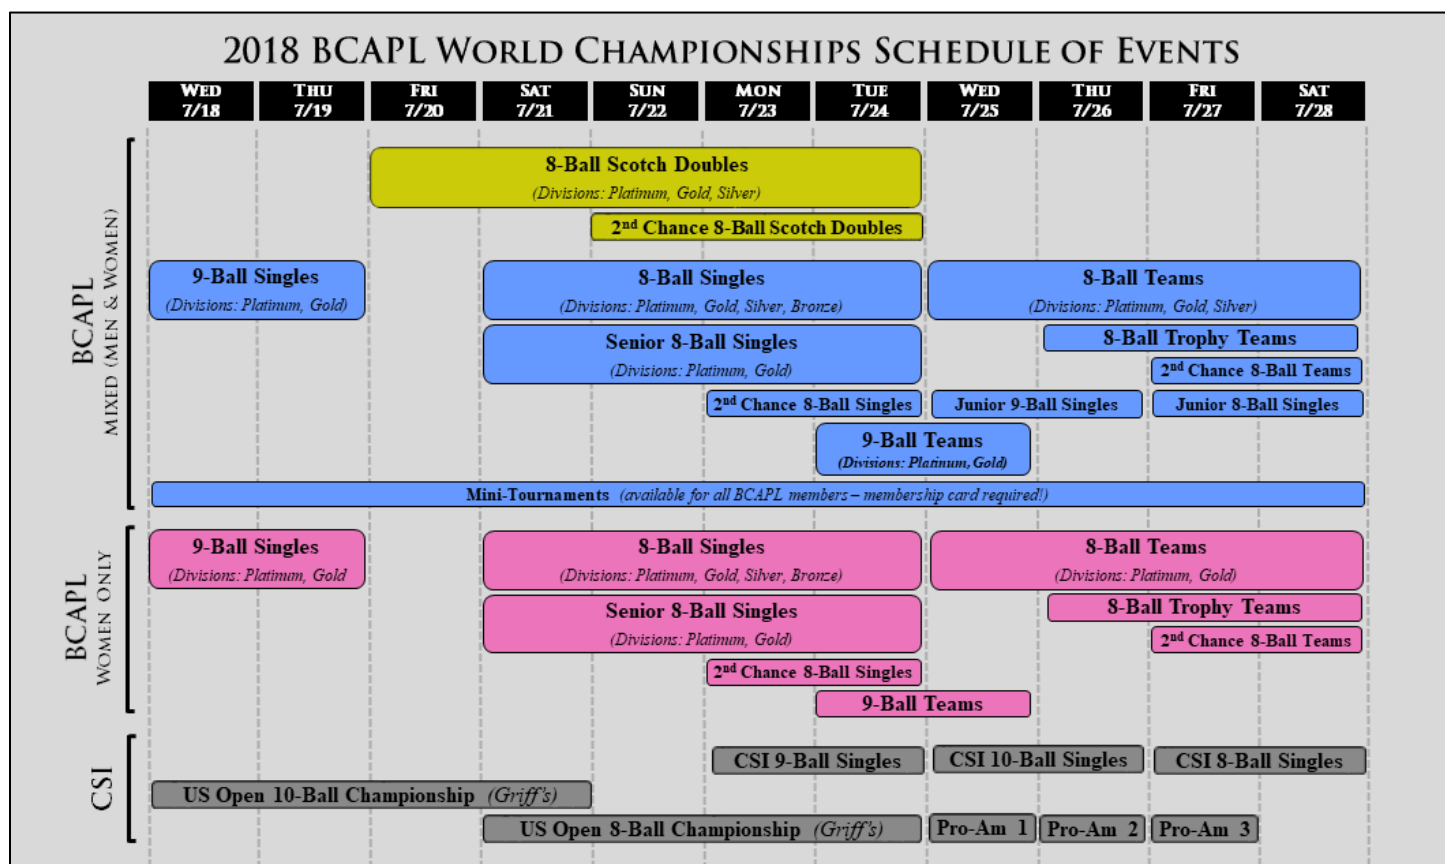 2018 BCAPL World Championships Schedule of Events
Wed 7/18
Thu 7/19
Fri 7/20
Sat 7/21
Sun 7/22
Mon 7/23
Tue 7/24
Wed 7/25
Thu 7/26
Fri 7/27
Sat 7/28
BCAPL
Mixed (Men & Women)
8-Ball Scotch Doubles
(Divisions: Platinum, Gold, Silver)
2nd Chance 8-Ball Scotch Doubles
9-Ball Singles
(Divisions: Platinum, Gold)
8-Ball Singles
(Divisions: Platinum, Gold, Silver, Bronze)
8-Ball Teams
(Divisions: Platinum, Gold, Silver)
Senior 8-Ball Singles
(Divisions: Platinum, Gold)
8-Ball Trophy Teams
2nd Chance 8-Ball Teams
2nd Chance 8-Ball Singles
Junior 9-Ball Singles
Junior 8-Ball Singles
9-Ball Teams
(Divisions: Platinum, Gold)
Mini-Tournaments (available for all BCAPL members – membership card required!)
BCAPL
Women Only
9-Ball Singles
(Divisions: Platinum, Gold
8-Ball Singles
(Divisions: Platinum, Gold, Silver, Bronze)
8-Ball Teams
(Divisions: Platinum, Gold)
Senior 8-Ball Singles
(Divisions: Platinum, Gold)
8-Ball Trophy Teams
2nd Chance 8-Ball Teams
2nd Chance 8-Ball Singles
9-Ball Teams
CSI
CSI 9-Ball Singles
CSI 10-Ball Singles
CSI 8-Ball Singles
US Open 10-Ball Championship (Griff's)
US Open 8-Ball Championship (Griff's)
Pro-Am 1
Pro-Am 2
Pro-Am 3